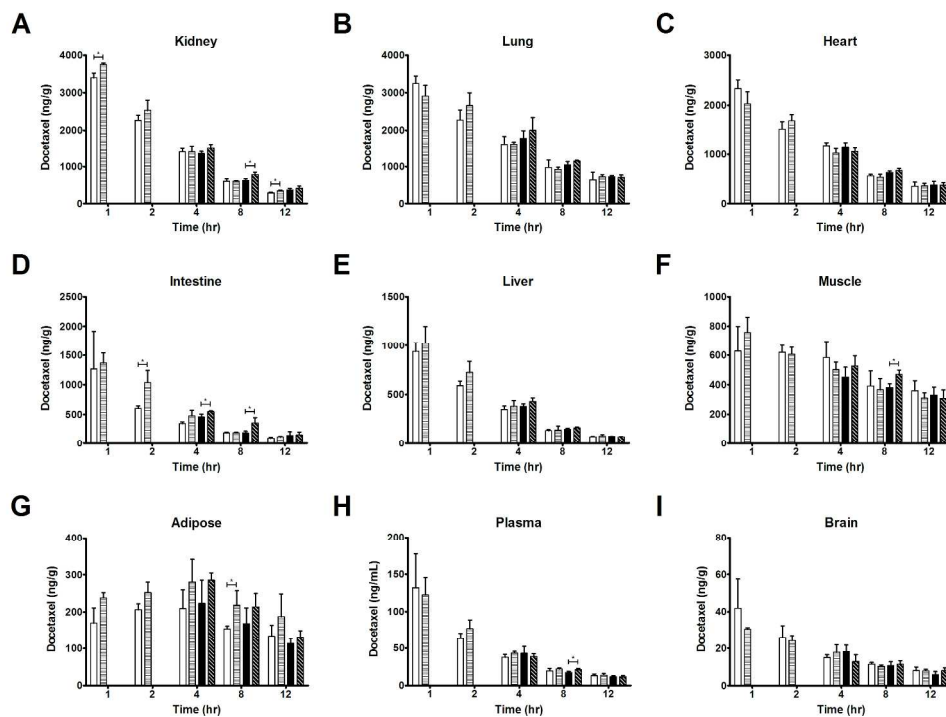 A
Kidney
Docetaxel (ng/g)
4000
3000
2000
1000
0
*
*
*
1 2 4 8 12
Time (hr)
B
Lung
Docetaxel (ng/g)
4000
3000
2000
1000
0
1 2 4 8 12
Time (hr)
C
Heart
Docetaxel (ng/g)
3000
2000
1000
0
1 2 4 8 12
Time (hr)
D
Intestine
Docetaxel (ng/g)
2500
2000
1500
1000
500
0
*
*
*
1 2 4 8 12
Time (hr)
E
Liver
Docetaxel (ng/g)
1500
1000
500
0
1 2 4 8 12
Time (hr)
F
Muscle
Docetaxel (ng/g)
1000
800
600
400
200
0
*
1 2 4 8 12
Time (hr)
G
Adipose
Docetaxel (ng/g)
400
300
200
100
0
*
1 2 4 8 12
Time (hr)
H
Plasma
Docetaxel (ng/mL)
200
150
100
50
0
*
1 2 4 8 12
Time (hr)
I
Brain
Docetaxel (ng/g)
80
60
40
20
0
1 2 4 8 12
Time (hr)